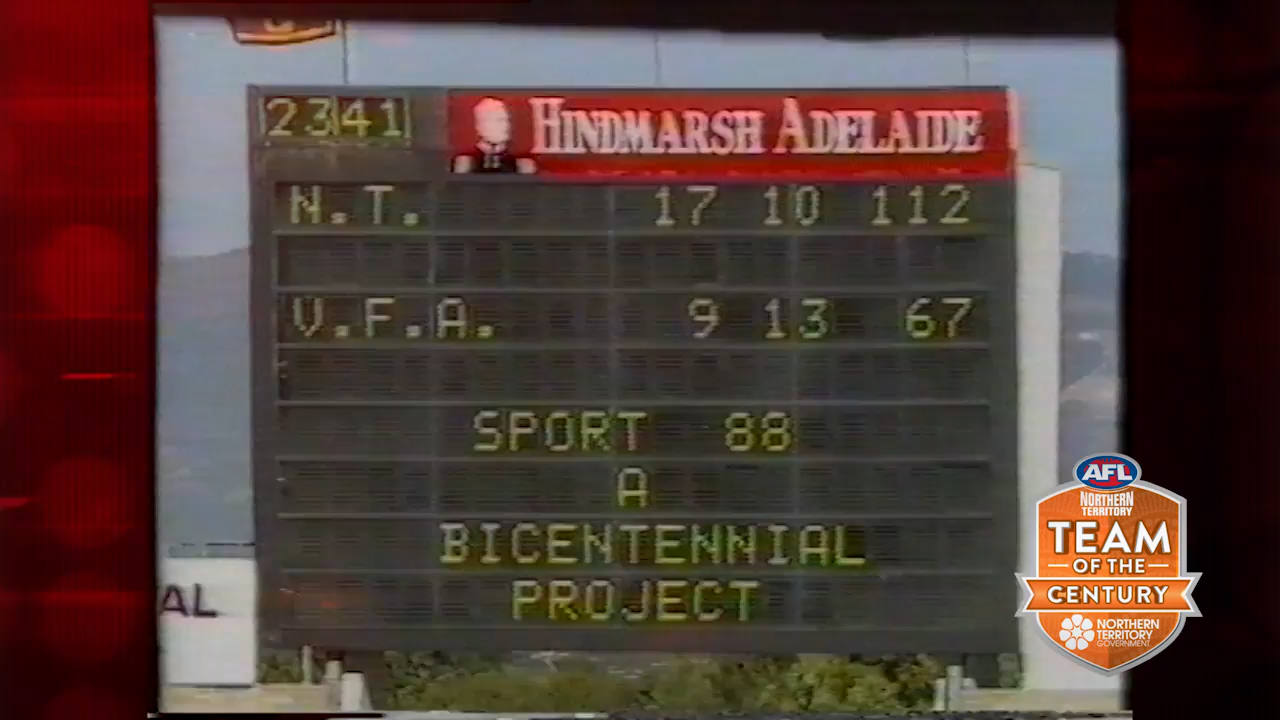 23 41
HINDMARSH ADELAIDE
N.T. 17 10 112
V.F.A. 9 13 67
SPORT 88
A
BICENTENNIAL
PROJECT
AL
AFL
NORTHERN
TERRITORY
TEAM
OF THE
CENTURY
NORTHERN
TERRITORY
GOVERNMENT